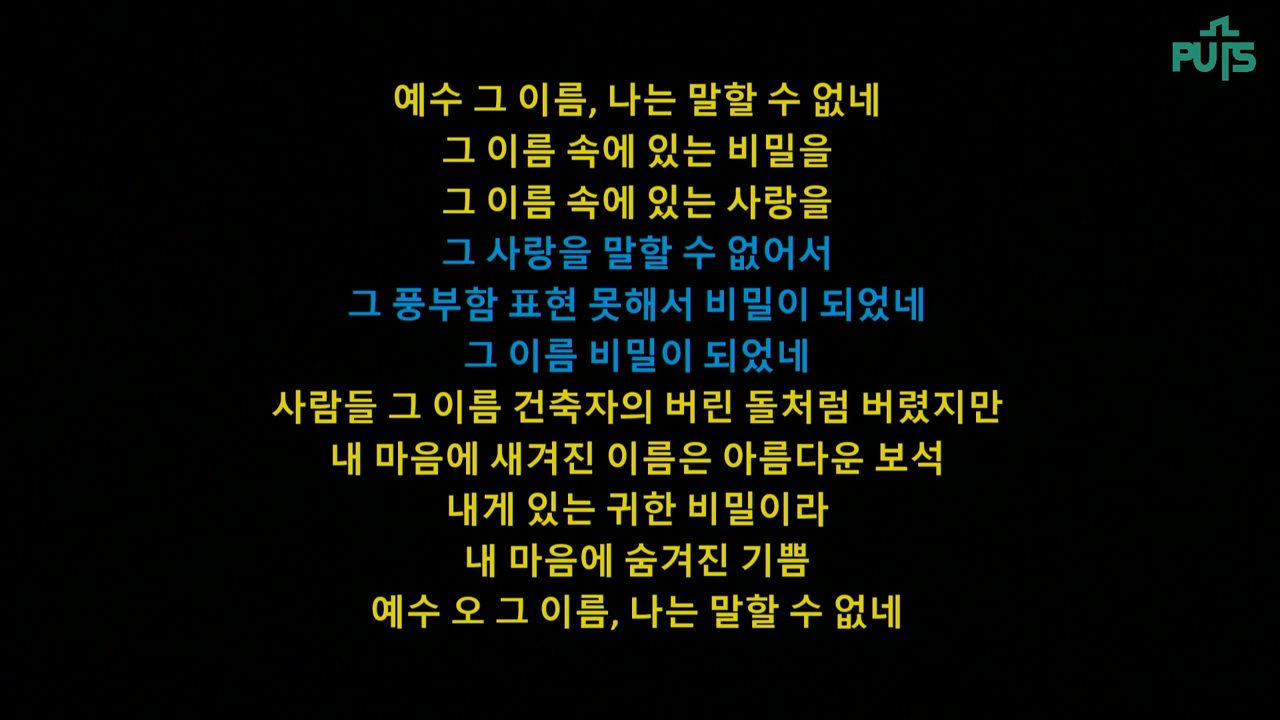 PUTS
예수 그 이름, 나는 말할 수 없네
그 이름 속에 있는 비밀을
그 이름 속에 있는 사랑을
그 사랑을 말할 수 없어서
그 풍부함 표현 못해서 비밀이 되었네
그 이름 비밀이 되었네
사람들 그 이름 건축자의 버린 돌처럼 버렸지만
내 마음에 새겨진 이름은 아름다운 보석
내게 있는 귀한 비밀이라
내 마음에 숨겨진 기쁨
예수 오 그 이름, 나는 말할 수 없네